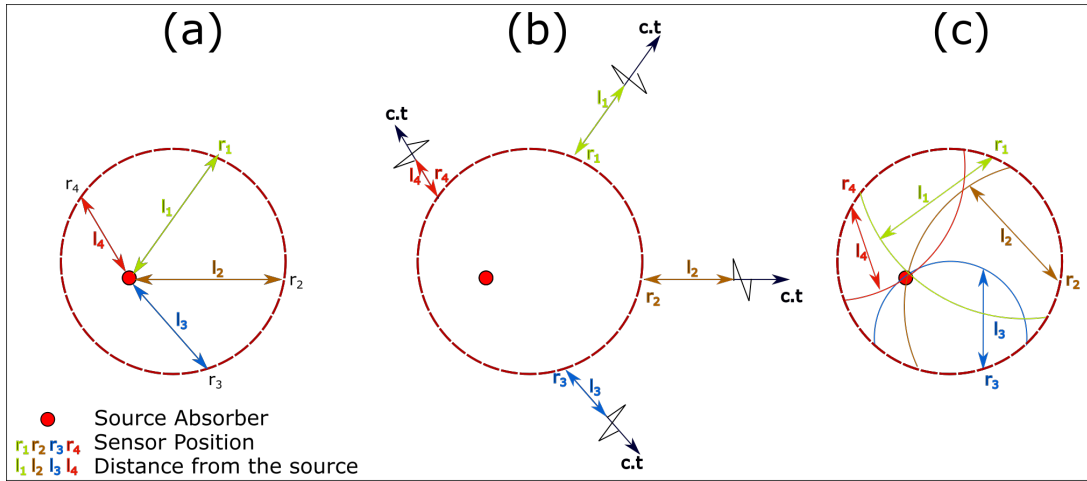 (a)
(b)
(c)
r1
r4
l1
l4
l2
r2
l3
r3
c.t
l1
c.t
r1
l4
r4
l2
r2
c.t
r3
l3
c.t
r1
r4
l1
l2
l4
r2
l3
r3
Source Absorber
r1 r2 r3 r4 Sensor Position
l1 l2 l3 l4 Distance from the source